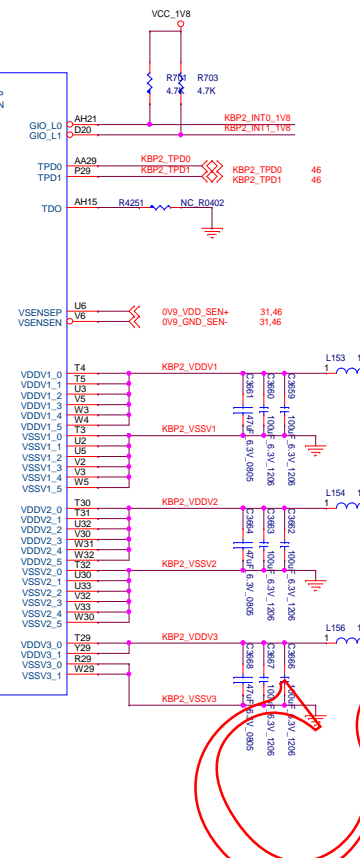 VCC_1V8
R701 R703
4.7K 4.7K
P
N
GIO_L0 AH21 KBP2_INT0_1V8
GIO_L1 D20 KBP2_INT1_1V8
TPD0 AA29 KBP2_TPD0 KBP2_TPD0 46
TPD1 P29 KBP2_TPD1 KBP2_TPD1 46
TDO AH15 R4251 NC_R0402
VSENSEP U6 0V9_VDD_SEN+ 31,46
VSENSEN V6 0V9_GND_SEN- 31,46
L153 1
VDDV1_0 T4 KBP2_VDDV1 1
VDDV1_1 T5
VDDV1_2 U3
VDDV1_3 V5
VDDV1_4 W3
VDDV1_5 W4
VSSV1_0 T3 KBP2_VSSV1
VSSV1_1 U2
VSSV1_2 U5
VSSV1_3 V2
VSSV1_4 V3
VSSV1_5 W5
C3661 47uF_6.3V_0805
C3660 100uF_6.3V_1206
C3659 100uF_6.3V_1206
L154 1
VDDV2_0 T30 KBP2_VDDV2 1
VDDV2_1 T31
VDDV2_2 U32
VDDV2_3 V30
VDDV2_4 W31
VDDV2_5 W32
VSSV2_0 T32 KBP2_VSSV2
VSSV2_1 U30
VSSV2_2 U33
VSSV2_3 V32
VSSV2_4 V33
VSSV2_5 W30
C3664 47uF_6.3V_0805
C3663 100uF_6.3V_1206
C3662 100uF_6.3V_1206
L156 1
VDDV3_0 T29 KBP2_VDDV3 1
VDDV3_1 Y29
VSSV3_0 R29
VSSV3_1 W29 KBP2_VSSV3
C3668 47uF_6.3V_0805
C3667 100uF_6.3V_1206
C3666 100uF_6.3V_1206